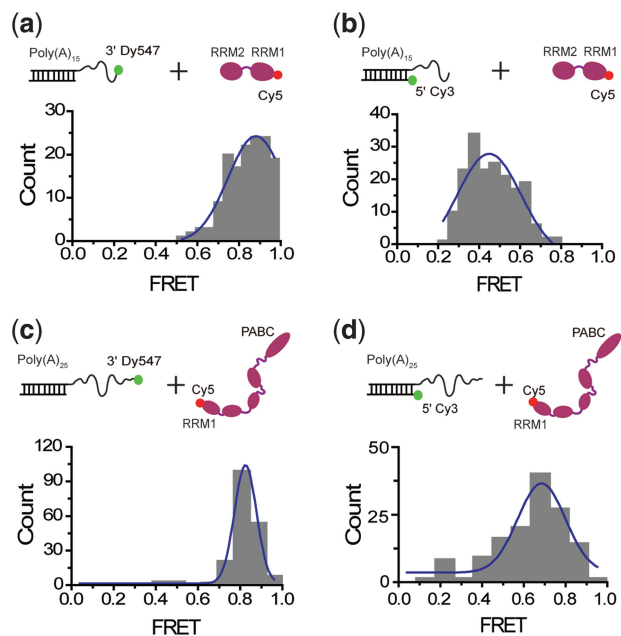 (a)
Poly(A)15
3' Dy547
+
RRM2 RRM1
Cy5
30
20
10
0
Count
0.0 0.2 0.4 0.6 0.8 1.0
FRET
(b)
Poly(A)15
5' Cy3
+
RRM2 RRM1
Cy5
40
30
20
10
0
Count
0.0 0.2 0.4 0.6 0.8 1.0
FRET
(c)
Poly(A)25
3' Dy547
+
PABC
Cy5
RRM1
120
90
60
30
0
Count
0.0 0.2 0.4 0.6 0.8 1.0
FRET
(d)
Poly(A)25
5' Cy3
+
PABC
Cy5
RRM1
50
25
0
Count
0.0 0.2 0.4 0.6 0.8 1.0
FRET